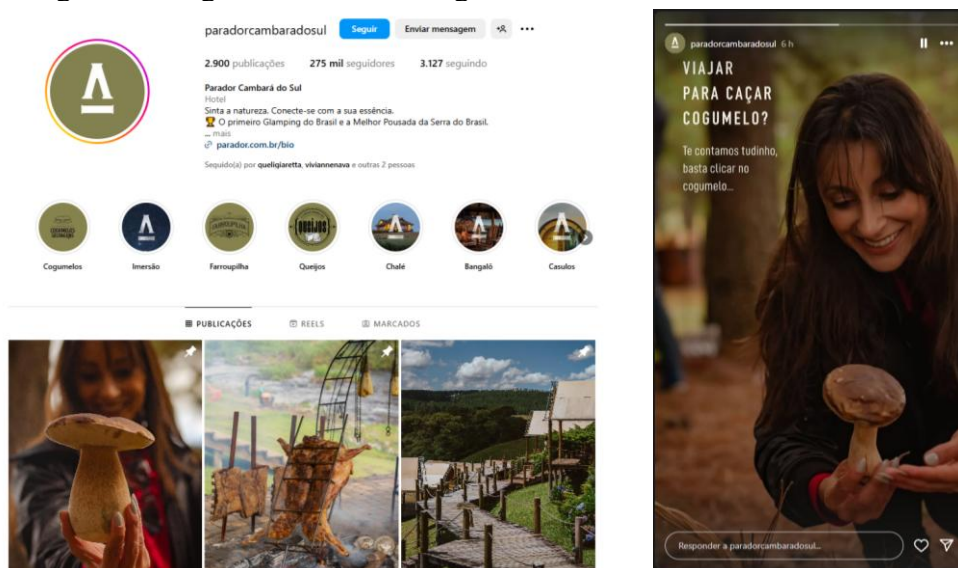 paradorcambaradosul Seguir Enviar mensagem
2.900 publicações 275 mil seguidores 3.127 seguindo
Parador Cambará do Sul
Hotel
Sinta a natureza. Conecte-se com a sua essência.
🏆 O primeiro Glamping do Brasil e a Melhor Pousada da Serra do Brasil.
... mais
parador.com.br/bio
Seguido(a) por queligiaretta, viviannenava e outras 2 pessoas
QUEIJOS
Cogumelos Imersão Farroupilha Queijos Chalé Bangalô Casulos
PUBLICAÇÕES REELS MARCADOS
paradorcambaradosul 6 h
VIAJAR
PARA CAÇAR
COGUMELO?
Te contamos tudinho,
basta clicar no
cogumelo...
Responder a paradorcambaradosul...